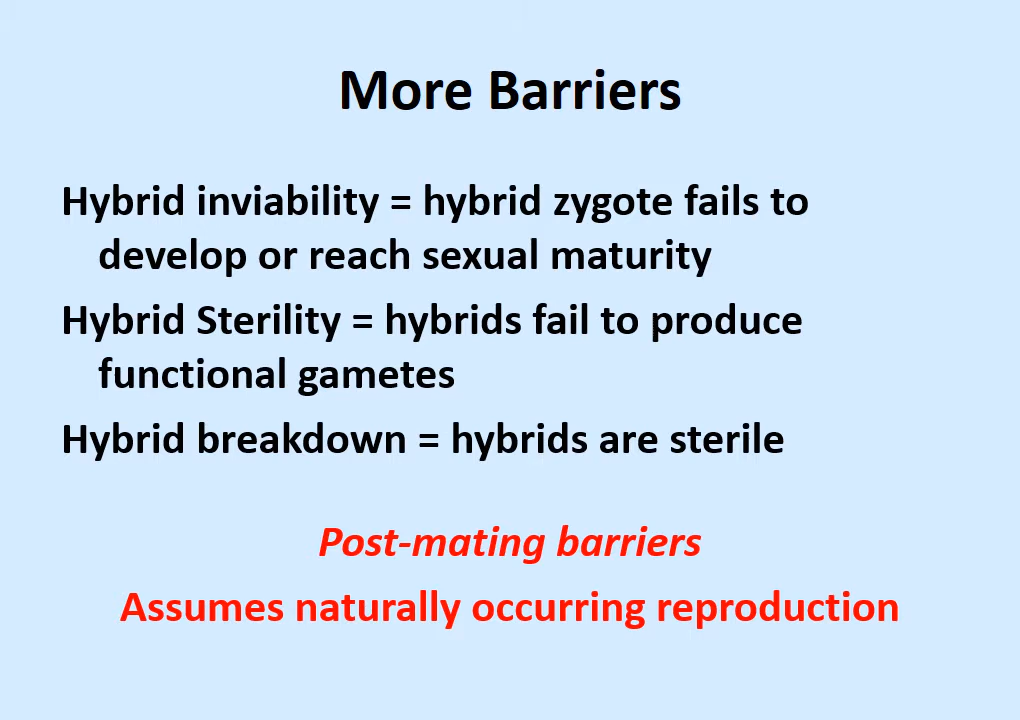 More Barriers
Hybrid inviability = hybrid zygote fails to
develop or reach sexual maturity
Hybrid Sterility = hybrids fail to produce
functional gametes
Hybrid breakdown = hybrids are sterile
Post-mating barriers
Assumes naturally occurring reproduction